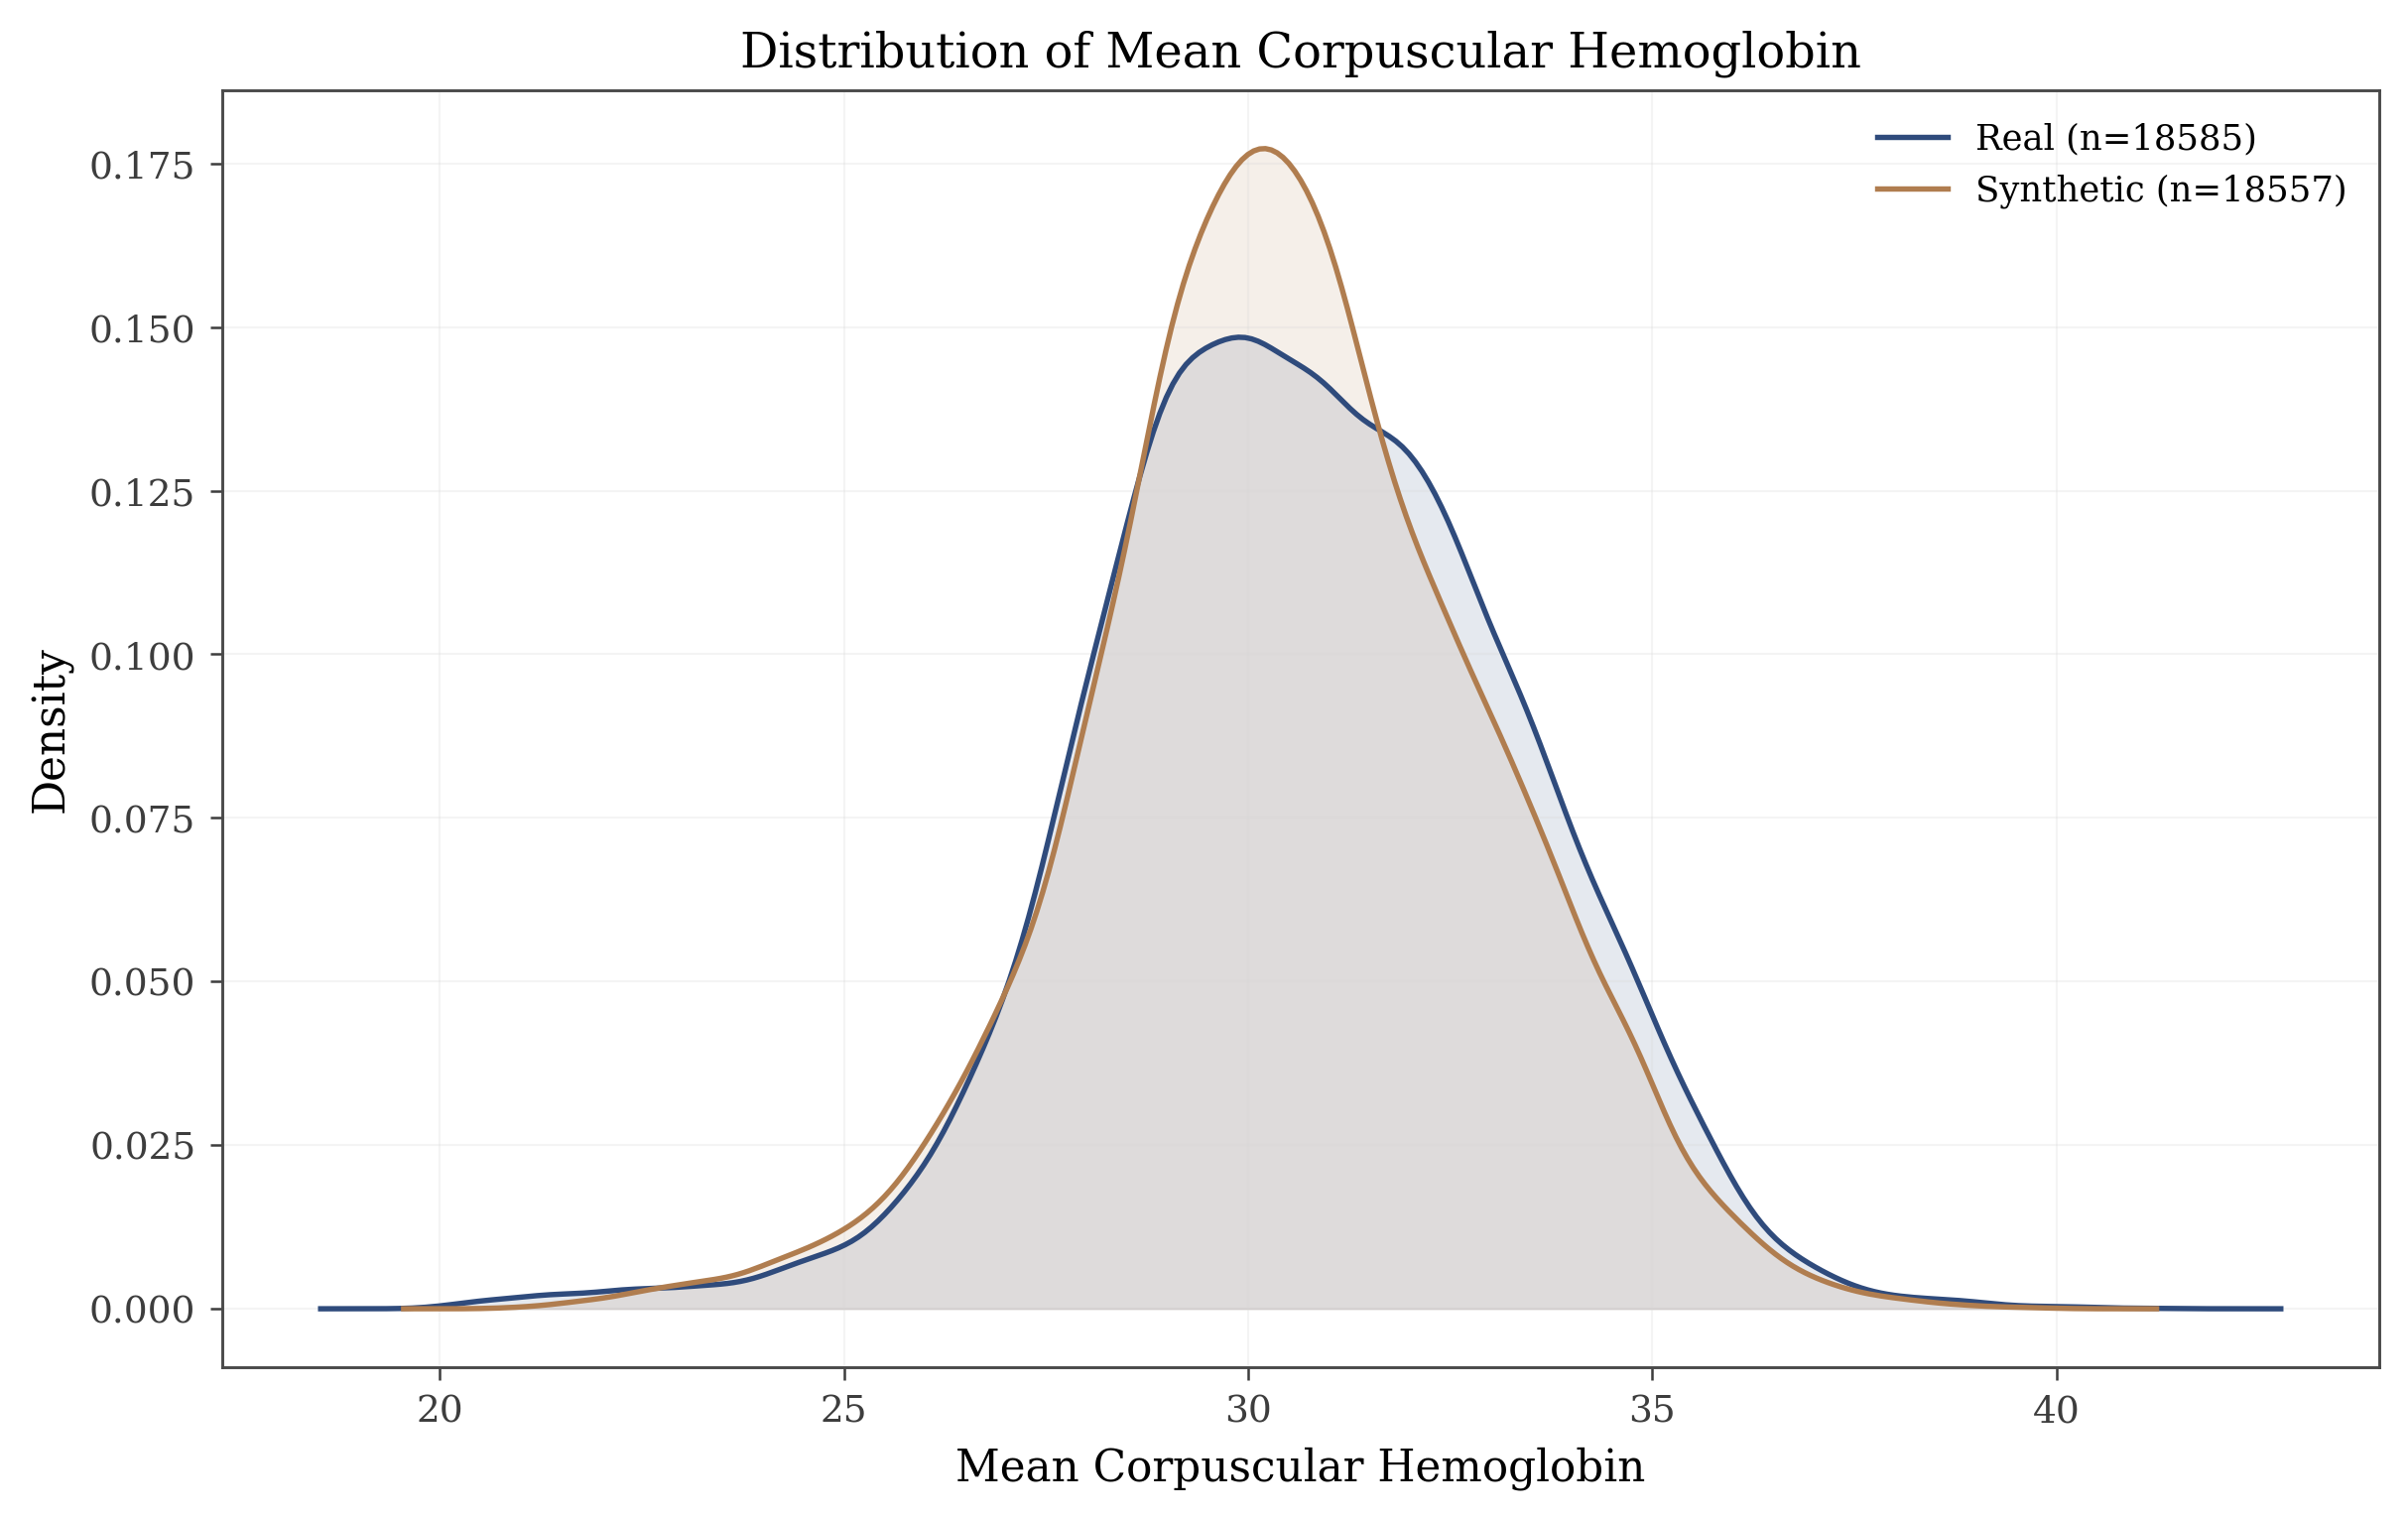 Distribution of Mean Corpuscular Hemoglobin
Real (n=18585)
Synthetic (n=18557)
Density
0.175
0.150
0.125
0.100
0.075
0.050
0.025
0.000
20 25 30 35 40
Mean Corpuscular Hemoglobin